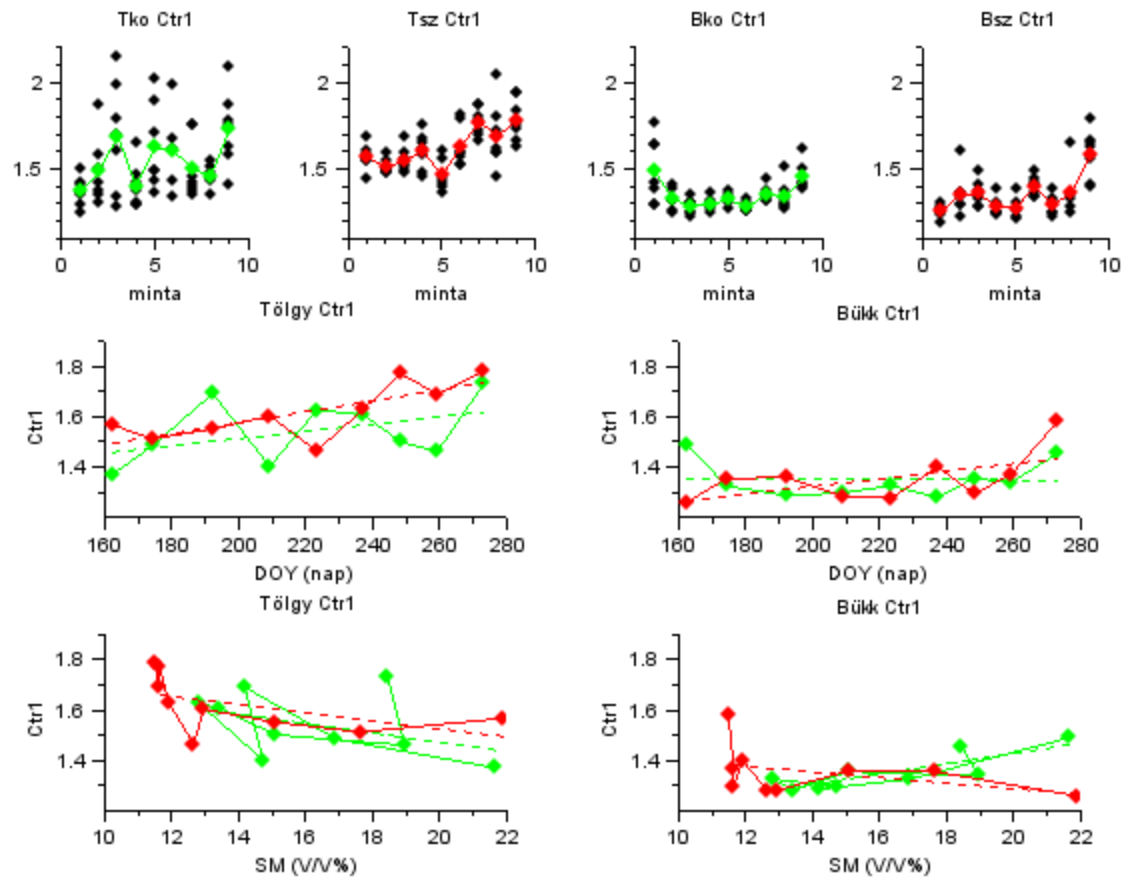 Tko Ctr1 Tsz Ctr1 Bko Ctr1 Bsz Ctr1
2 2 2 2
1.5 1.5 1.5 1.5
0 5 10 0 5 10 0 5 10 0 5 10
minta minta minta minta
Tölgy Ctr1 Bükk Ctr1
1.8 1.8
1.6 1.6
1.4 1.4
Ctr1 Ctr1
160 180 200 220 240 260 280 160 180 200 220 240 260 280
DOY (nap) DOY (nap)
Tölgy Ctr1 Bükk Ctr1
1.8 1.8
1.6 1.6
1.4 1.4
Ctr1 Ctr1
10 12 14 16 18 20 22 10 12 14 16 18 20 22
SM (V/V%) SM (V/V%)